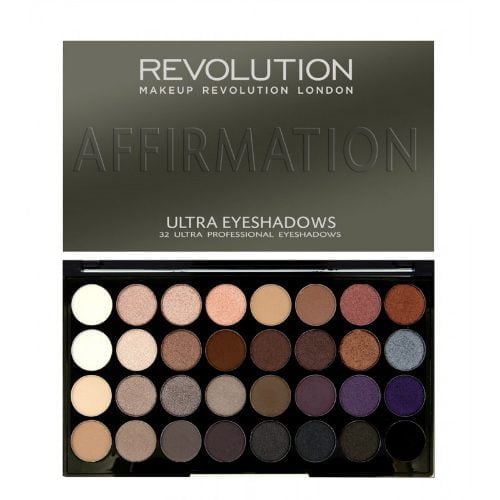 REVOLUTION
MAKEUP REVOLUTION LONDON
AFFIRMATION
ULTRA EYESHADOWS
32 ULTRA PROFESSIONAL EYESHADOWS